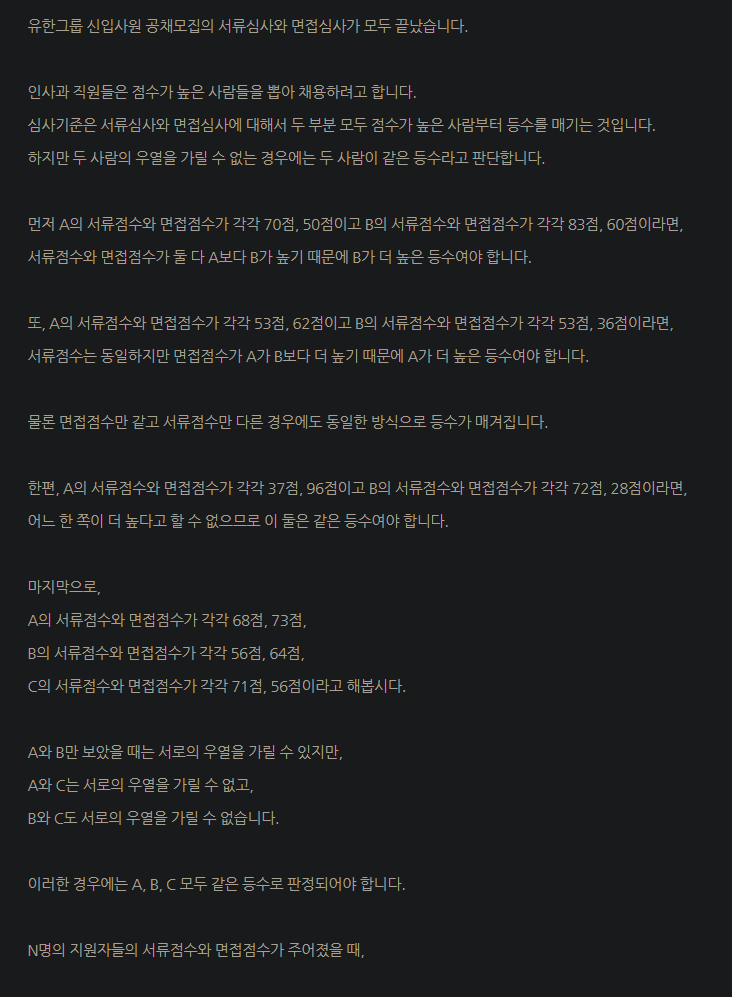 유한그룹 신입사원 공채모집의 서류심사와 면접심사가 모두 끝났습니다.
인사과 직원들은 점수가 높은 사람들을 뽑아 채용하려고 합니다.
심사기준은 서류심사와 면접심사에 대해서 두 부분 모두 점수가 높은 사람부터 등수를 매기는 것입니다.
하지만 두 사람의 우열을 가릴 수 없는 경우에는 두 사람이 같은 등수라고 판단합니다.
먼저 A의 서류점수와 면접점수가 각각 70점, 50점이고 B의 서류점수와 면접점수가 각각 83점, 60점이라면,
서류점수와 면접점수가 둘 다 A보다 B가 높기 때문에 B가 더 높은 등수여야 합니다.
또, A의 서류점수와 면접점수가 각각 53점, 62점이고 B의 서류점수와 면접점수가 각각 53점, 36점이라면,
서류점수는 동일하지만 면접점수가 A가 B보다 더 높기 때문에 A가 더 높은 등수여야 합니다.
물론 면접점수만 같고 서류점수만 다른 경우에도 동일한 방식으로 등수가 매겨집니다.
한편, A의 서류점수와 면접점수가 각각 37점, 96점이고 B의 서류점수와 면접점수가 각각 72점, 28점이라면,
어느 한 쪽이 더 높다고 할 수 없으므로 이 둘은 같은 등수여야 합니다.
마지막으로,
A의 서류점수와 면접점수가 각각 68점, 73점,
B의 서류점수와 면접점수가 각각 56점, 64점,
C의 서류점수와 면접점수가 각각 71점, 56점이라고 해봅시다.
A와 B만 보았을 때는 서로의 우열을 가릴 수 있지만,
A와 C는 서로의 우열을 가릴 수 없고,
B와 C도 서로의 우열을 가릴 수 없습니다.
이러한 경우에는 A, B, C 모두 같은 등수로 판정되어야 합니다.
N명의 지원자들의 서류점수와 면접점수가 주어졌을 때,